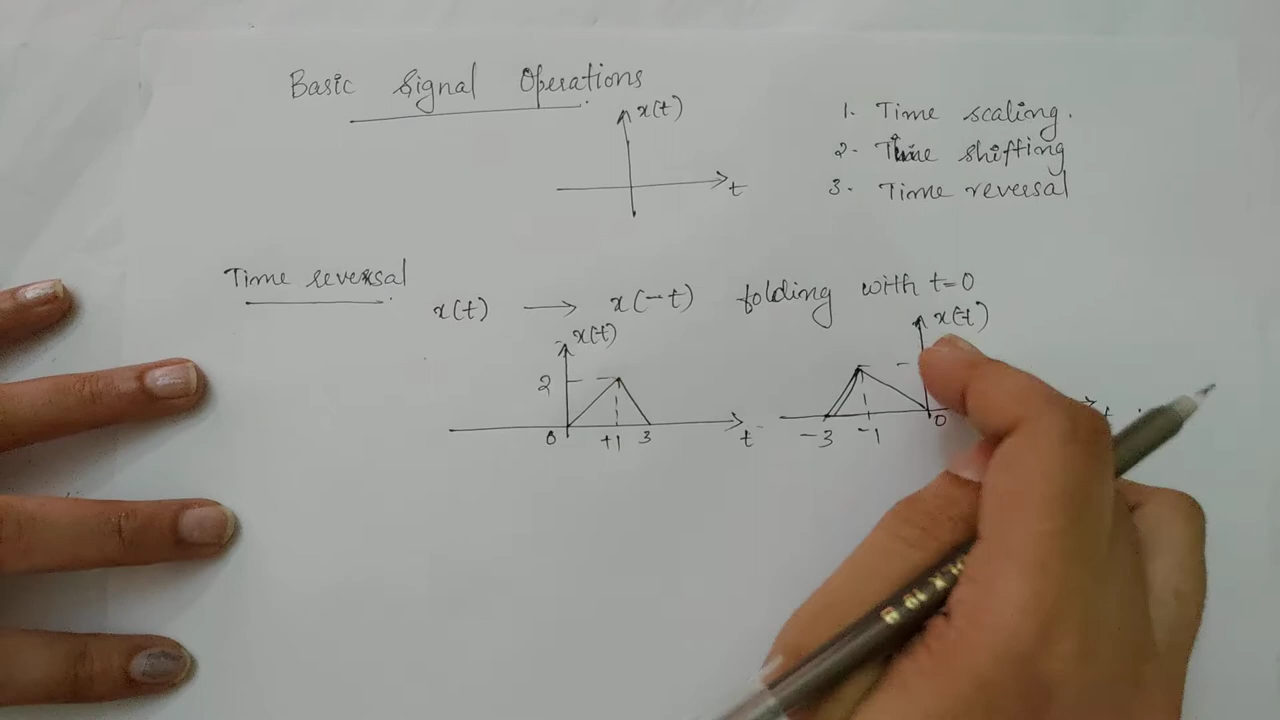 Basic Signal Operations
x(t)
t
1. Time scaling.
2. Time shifting
3. Time reversal
Time reversal
x(t) → x(-t) folding with t=0
x(t)
2
0 +1 3 t
x(-t)
-3 -1 0 t